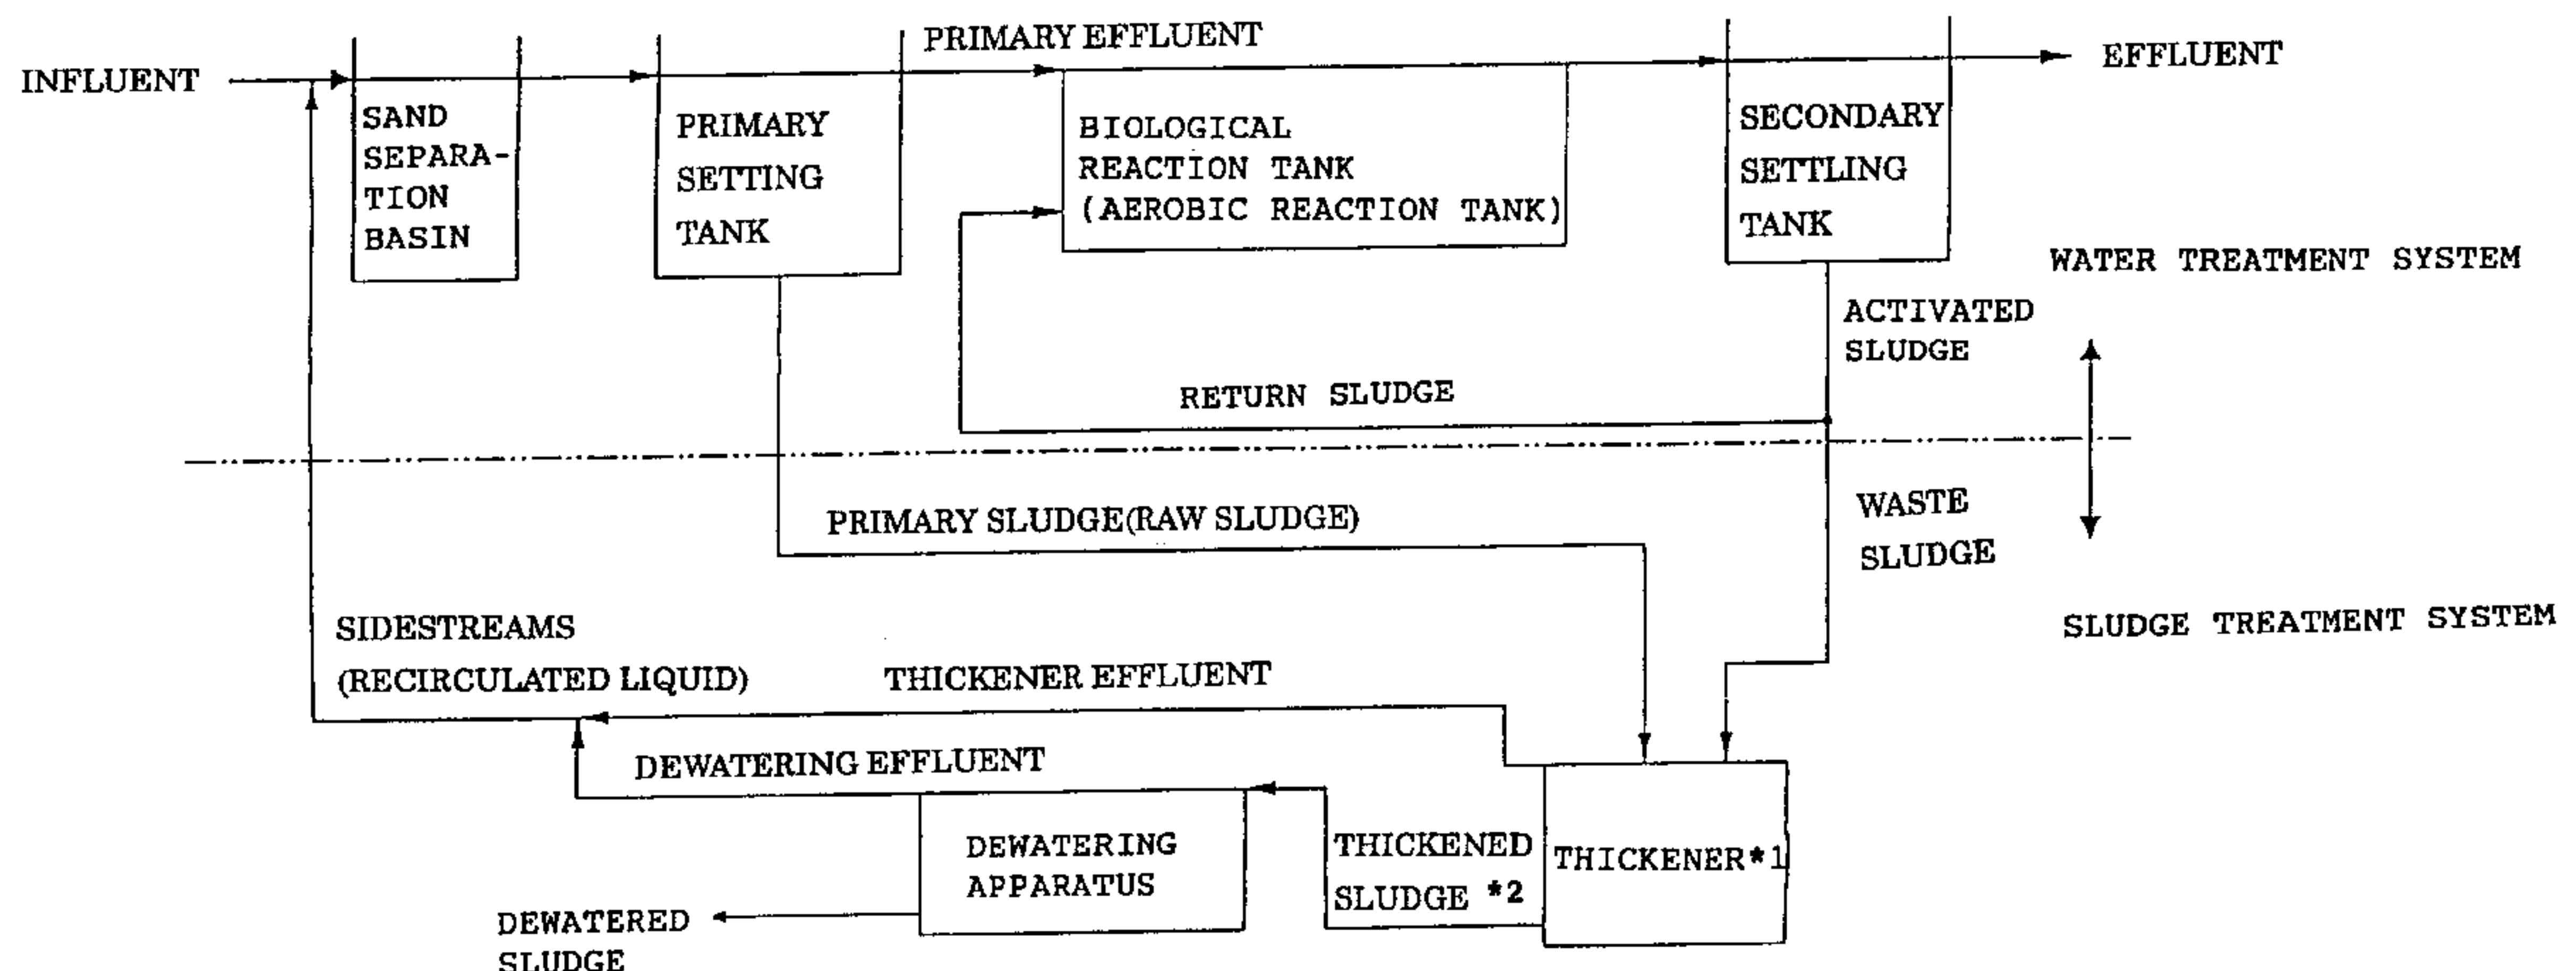 PRIMARY EFFLUENT
INFLUENT
EFFLUENT
SAND
SEPARA-
TION
BASIN
PRIMARY
SETTING
TANK
BIOLOGICAL
REACTION TANK
(AEROBIC REACTION TANK)
SECONDARY
SETTLING
TANK
WATER TREATMENT SYSTEM
ACTIVATED
SLUDGE
RETURN SLUDGE
PRIMARY SLUDGE(RAW SLUDGE)
WASTE
SLUDGE
SLUDGE TREATMENT SYSTEM
SIDESTREAMS
(RECIRCULATED LIQUID)
THICKENER EFFLUENT
DEWATERING EFFLUENT
DEWATERING
APPARATUS
THICKENED
SLUDGE *2
THICKENER*1
DEWATERED
SLUDGE